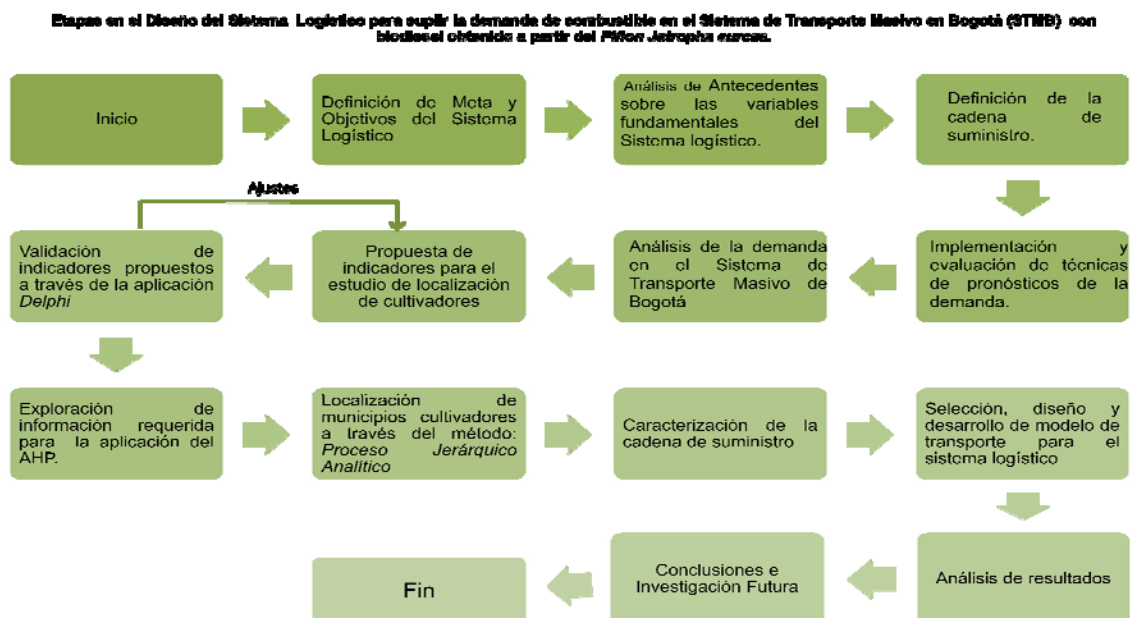 Etapas en el Diseño del Sistema Logístico para suplir la demanda de combustible en el Sistema de Transporte Masivo en Bogotá (STMB) con
biodiesel obtenido a partir del Piñon Jatropha curcas.
Inicio
Definición de Meta y
Objetivos del Sistema
Logístico
Análisis de Antecedentes
sobre las variables
fundamentales del
Sistema logístico.
Definición de la
cadena de
suministro.
Ajustes
Validación de
indicadores propuestos
a través de la aplicación
Delphi
Propuesta de
indicadores para el
estudio de localización
de cultivadores
Análisis de la demanda
en el Sistema de
Transporte Masivo de
Bogotá
Implementación y
evaluación de técnicas
de pronósticos de la
demanda.
Exploración de
información requerida
para la aplicación del
AHP.
Localización de
municipios cultivadores
a través del método:
Proceso Jerárquico
Analítico
Caracterización de la
cadena de suministro
Selección, diseño y
desarrollo de modelo de
transporte para el
sistema logístico
Fin
Conclusiones e
Investigación Futura
Análisis de resultados